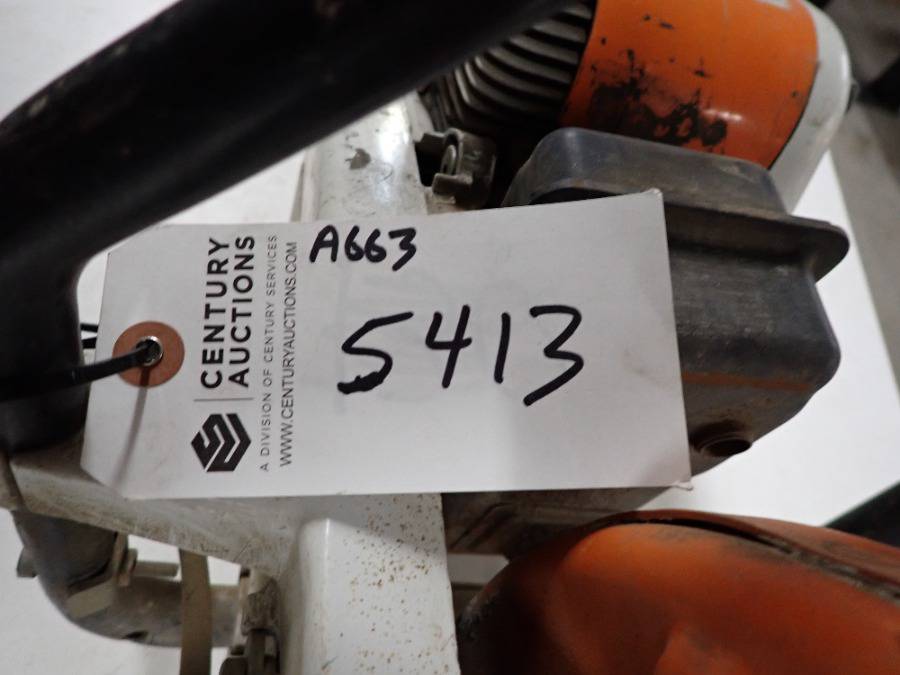 CENTURY
AUCTIONS
A DIVISION OF CENTURY SERVICES
WWW.CENTURYAUCTIONS.COM
A663
5413